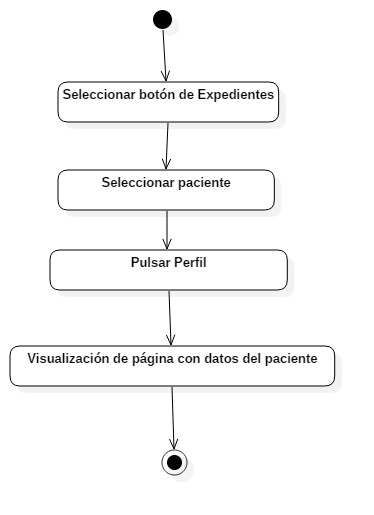 Seleccionar botón de Expedientes
Seleccionar paciente
Pulsar Perfil
Visualización de página con datos del paciente